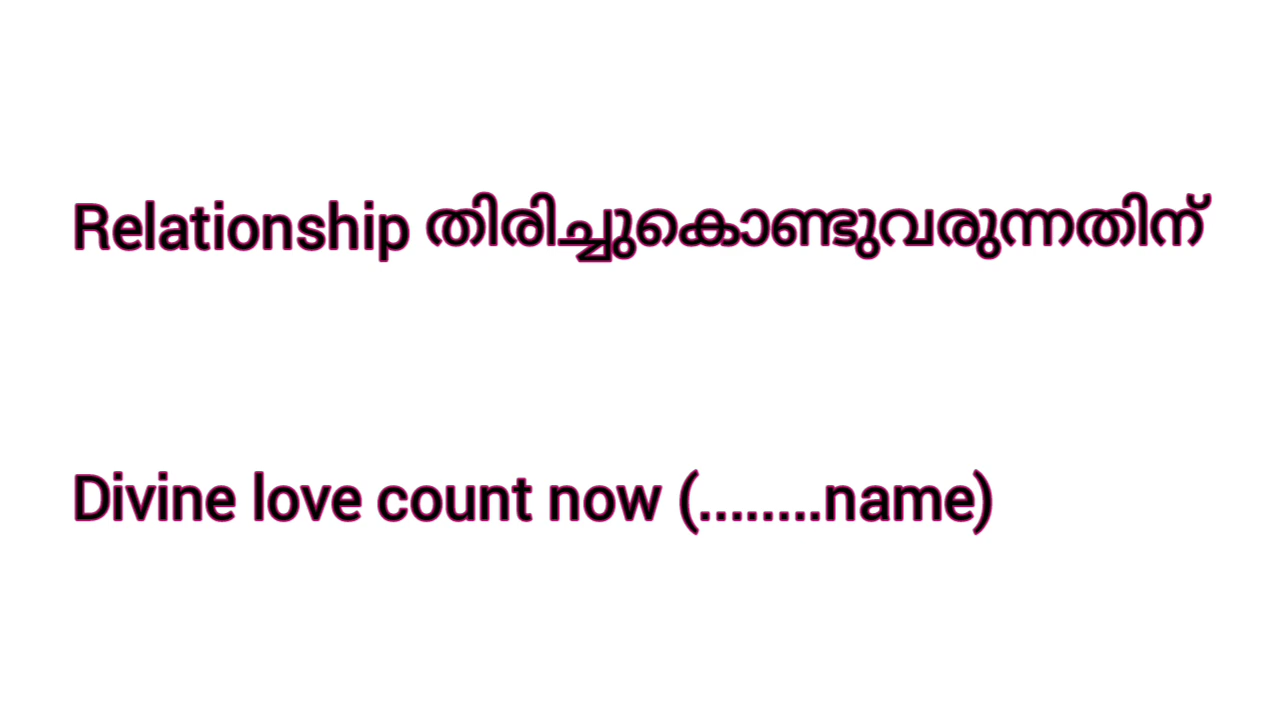 Relationship തിരിച്ചുകൊണ്ടുവരുന്നതിന്
Divine love count now (........name)